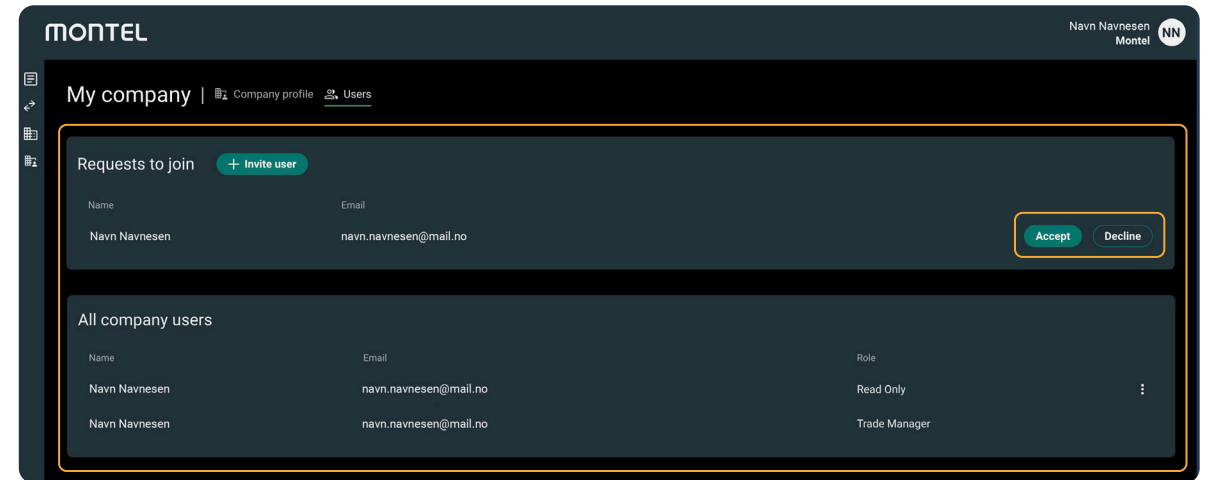 MONTEL
Navn Navnesen
Montel
NN
My company | Company profile Users
Requests to join + Invite user
Name Email
Navn Navnesen navn.navnesen@mail.no Accept Decline
All company users
Name Email Role
Navn Navnesen navn.navnesen@mail.no Read Only
Navn Navnesen navn.navnesen@mail.no Trade Manager